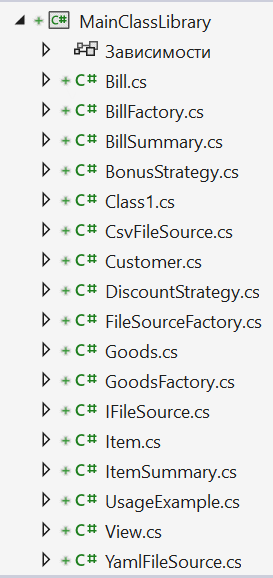 C# MainClassLibrary
Зависимости
C# Bill.cs
C# BillFactory.cs
C# BillSummary.cs
C# BonusStrategy.cs
C# Class1.cs
C# CsvFileSource.cs
C# Customer.cs
C# DiscountStrategy.cs
C# FileSourceFactory.cs
C# Goods.cs
C# GoodsFactory.cs
C# IFileSource.cs
C# Item.cs
C# ItemSummary.cs
C# UsageExample.cs
C# View.cs
C# YamlFileSource.cs